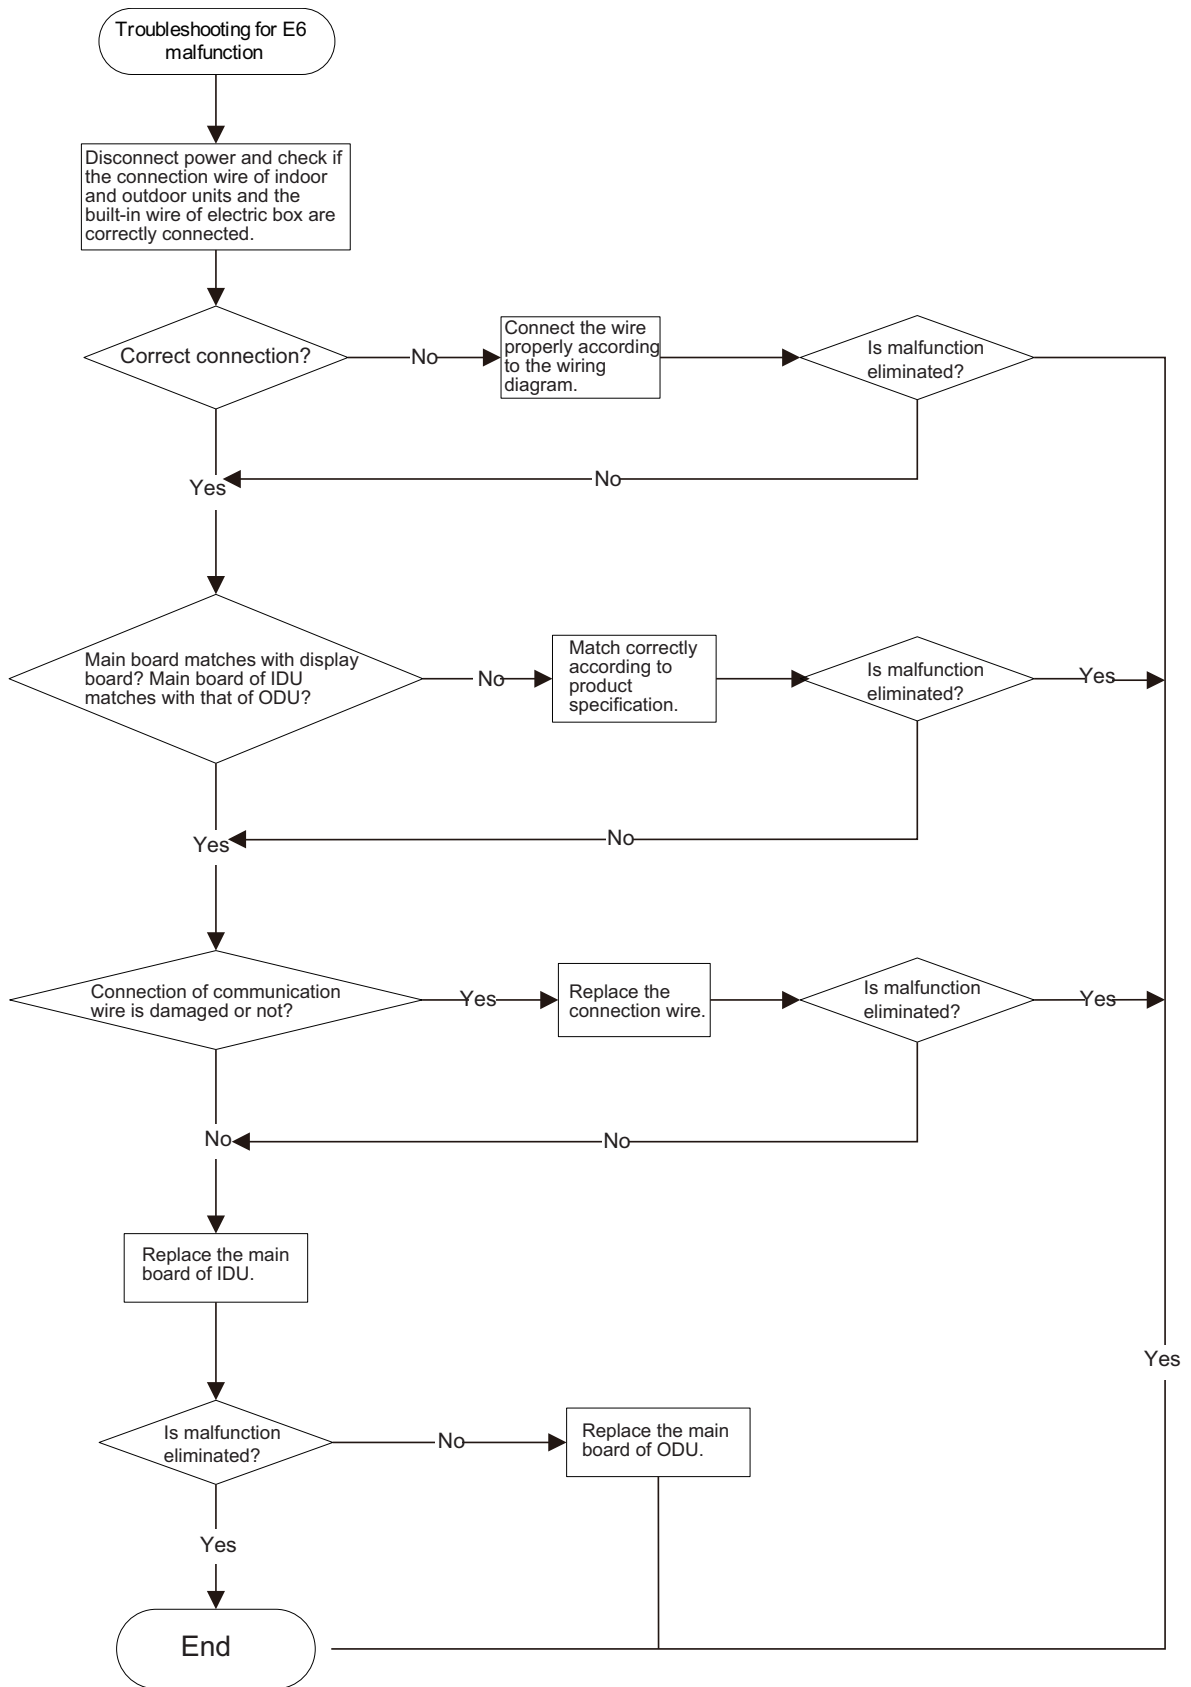 Troubleshooting for E6
malfunction
Disconnect power and check if
the connection wire of indoor
and outdoor units and the
built-in wire of electric box are
correctly connected.
Correct connection?
No
Connect the wire
properly according
to the wiring
diagram.
Is malfunction
eliminated?
No
Yes
Main board matches with display
board? Main board of IDU
matches with that of ODU?
No
Match correctly
according to
product
specification.
Is malfunction
eliminated?
Yes
No
Yes
Connection of communication
wire is damaged or not?
Yes
Replace the
connection wire.
Is malfunction
eliminated?
Yes
No
No
Replace the main
board of IDU.
Yes
Is malfunction
eliminated?
No
Replace the main
board of ODU.
Yes
End